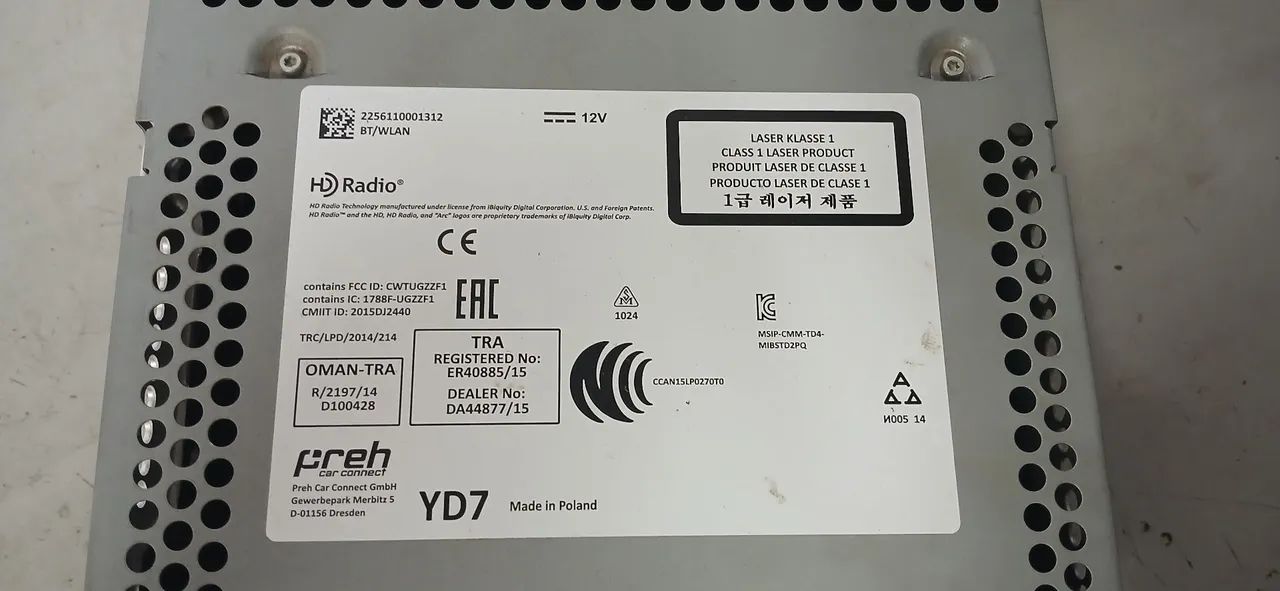 2256110001312
BT/WLAN
12V
LASER KLASSE 1
CLASS 1 LASER PRODUCT
PRODUIT LASER DE CLASSE 1
PRODUCTO LASER DE CLASE 1
1급 레이저 제품
HD Radio®
HD Radio Technology manufactured under license from iBiquity Digital Corporation, U.S. and Foreign Patents.
HD Radio™ and the HD, HD Radio, and "Arc" logos are proprietary trademarks of iBiquity Digital Corp.
CE
contains FCC ID: CWTUGZZF1
contains IC: 1788F-UGZZF1
CMIIT ID: 2015DJ2440
EAC
1024
MSIP-CMM-TD4-
MIBSTD2PQ
TRC/LPD/2014/214
OMAN-TRA
R/2197/14
D100428
TRA
REGISTERED No:
ER40885/15
DEALER No:
DA44877/15
CCAN15LP0270T0
И005 14
preh
car connect
Preh Car Connect GmbH
Gewerbepark Merbitz 5
D-01156 Dresden
YD7
Made in Poland